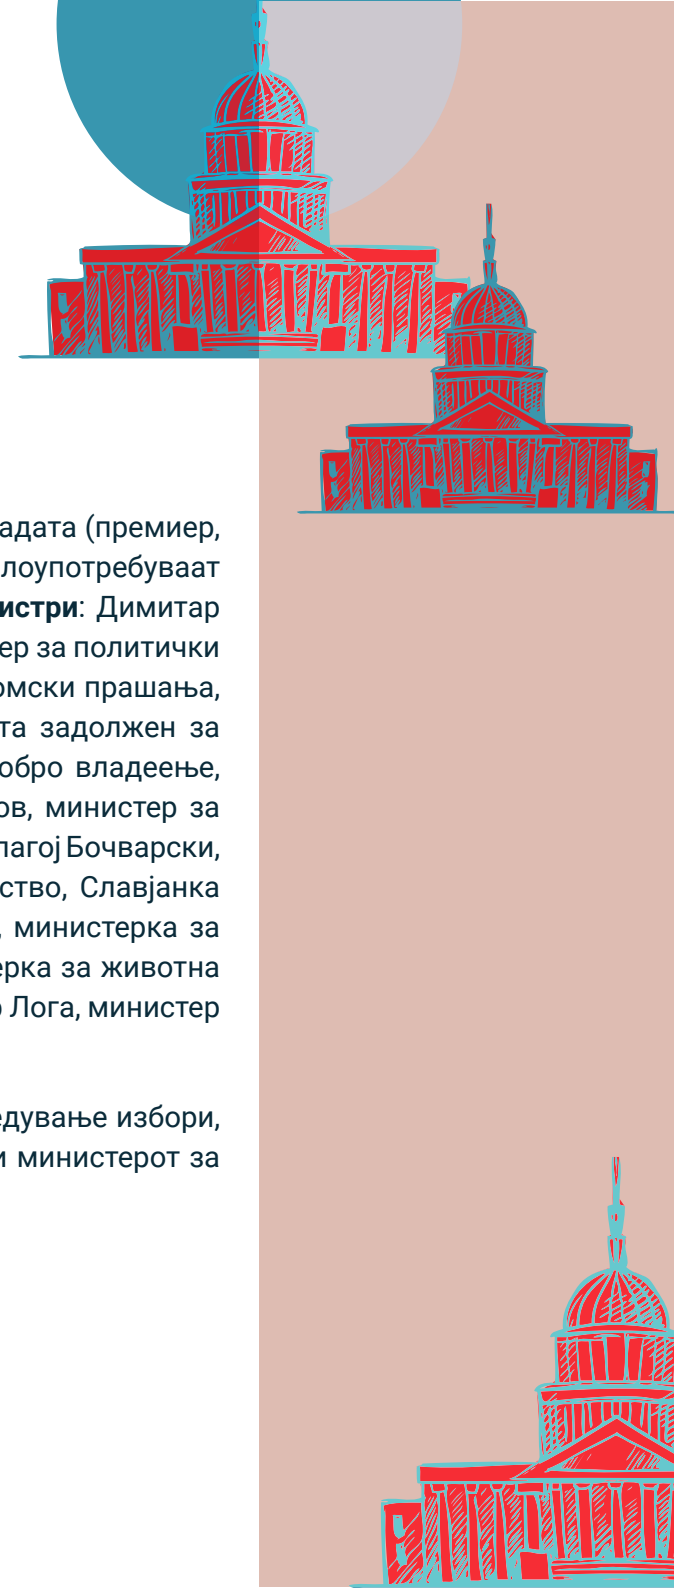 адата (премиер,
лоупотребуваат
истри: Димитар
ер за политички
омски прашања,
та задолжен за
обро владеење,
ов, министер за
лагој Бочварски,
ство, Славјанка
, министерка за
ерка за животна
Лога, министер
едување избори,
и министерот за